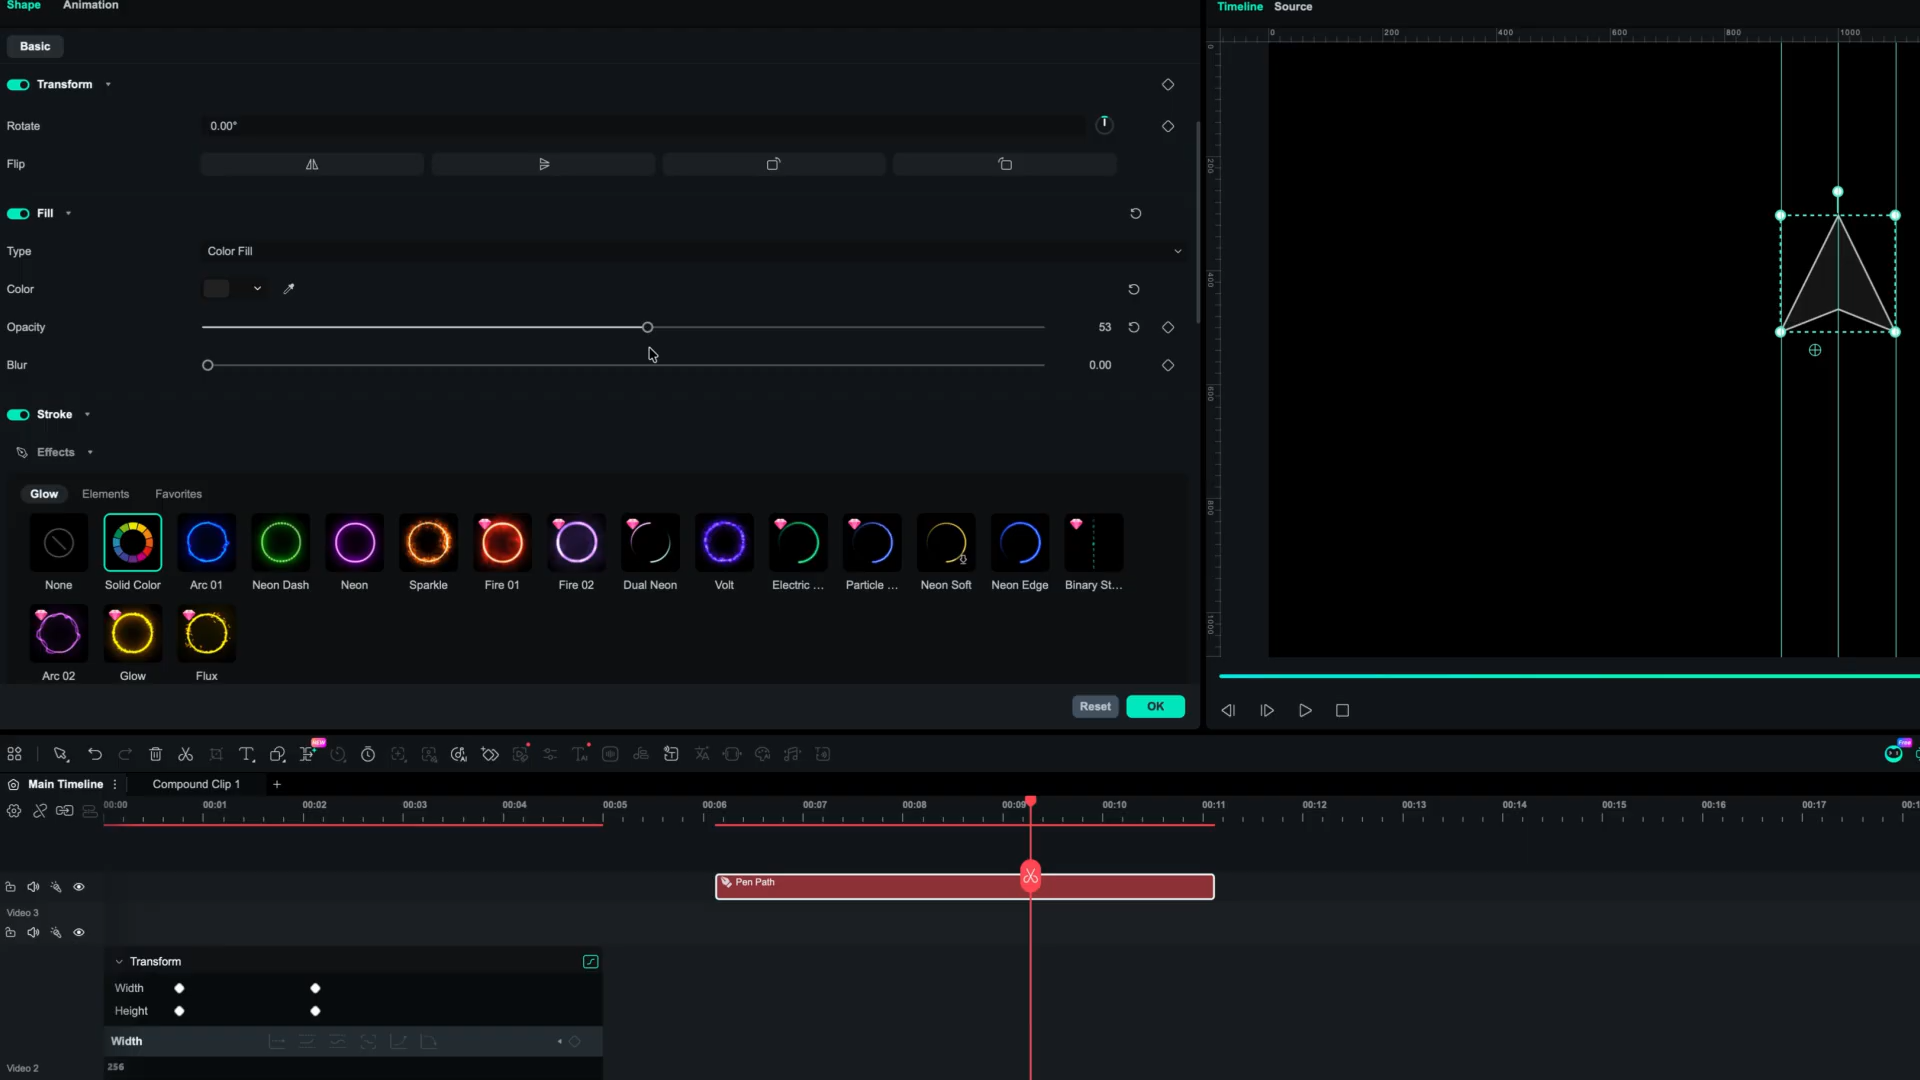 Shape Animation
Timeline Source
Basic
0 200 400 600 800 1000
0
200
400
600
800
1000
Transform
Rotate 0.00°
Flip
Fill
Type Color Fill
Color
Opacity 53
Blur 0.00
Stroke
Effects
Glow Elements Favorites
None Solid Color Arc 01 Neon Dash Neon Sparkle Fire 01 Fire 02 Dual Neon Volt Electric ... Particle ... Neon Soft Neon Edge Binary St...
Arc 02 Glow Flux
Reset OK
NEW
Free
Main Timeline Compound Clip 1 +
00:00 00:01 00:02 00:03 00:04 00:05 00:06 00:07 00:08 00:09 00:10 00:11 00:12 00:13 00:14 00:15 00:16 00:17
Pen Path
Video 3
Transform
Width
Height
Width
Video 2 256